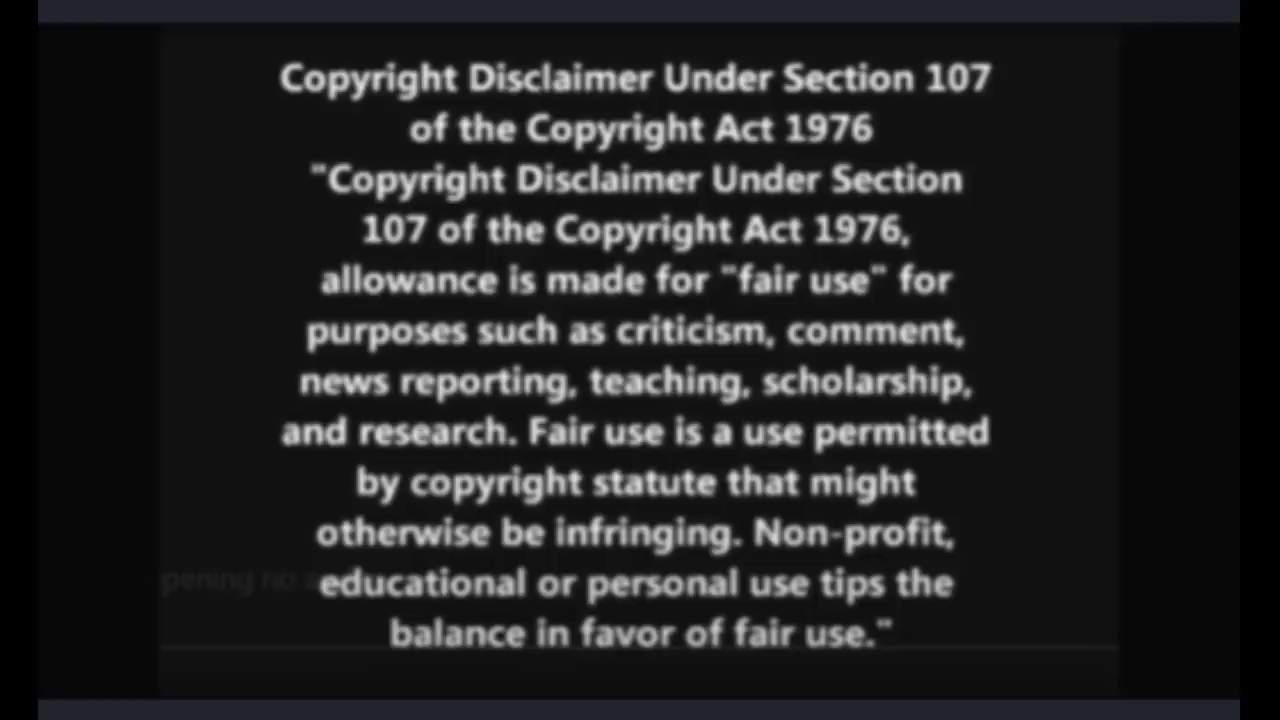 Copyright Disclaimer Under Section 107
of the Copyright Act 1976
"Copyright Disclaimer Under Section
107 of the Copyright Act 1976,
allowance is made for "fair use" for
purposes such as criticism, comment,
news reporting, teaching, scholarship,
and research. Fair use is a use permitted
by copyright statute that might
otherwise be infringing. Non-profit,
educational or personal use tips the
balance in favor of fair use."